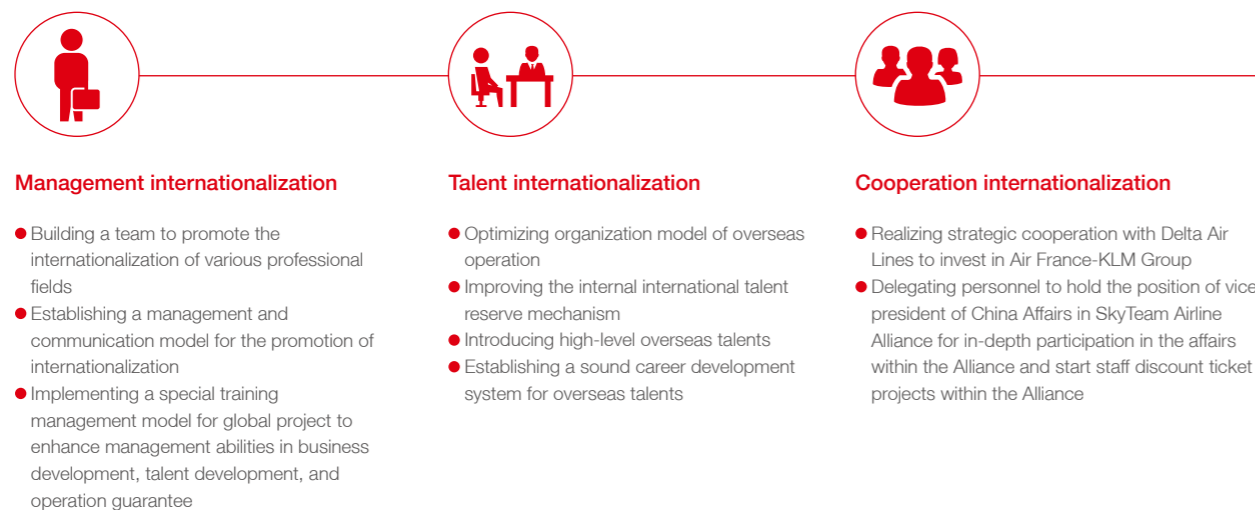 Management internationalization
● Building a team to promote the
internationalization of various professional
fields
● Establishing a management and
communication model for the promotion of
internationalization
● Implementing a special training
management model for global project to
enhance management abilities in business
development, talent development, and
operation guarantee
Talent internationalization
● Optimizing organization model of overseas
operation
● Improving the internal international talent
reserve mechanism
● Introducing high-level overseas talents
● Establishing a sound career development
system for overseas talents
Cooperation internationalization
● Realizing strategic cooperation with Delta Air
Lines to invest in Air France-KLM Group
● Delegating personnel to hold the position of vice
president of China Affairs in SkyTeam Airline
Alliance for in-depth participation in the affairs
within the Alliance and start staff discount ticket
projects within the Alliance